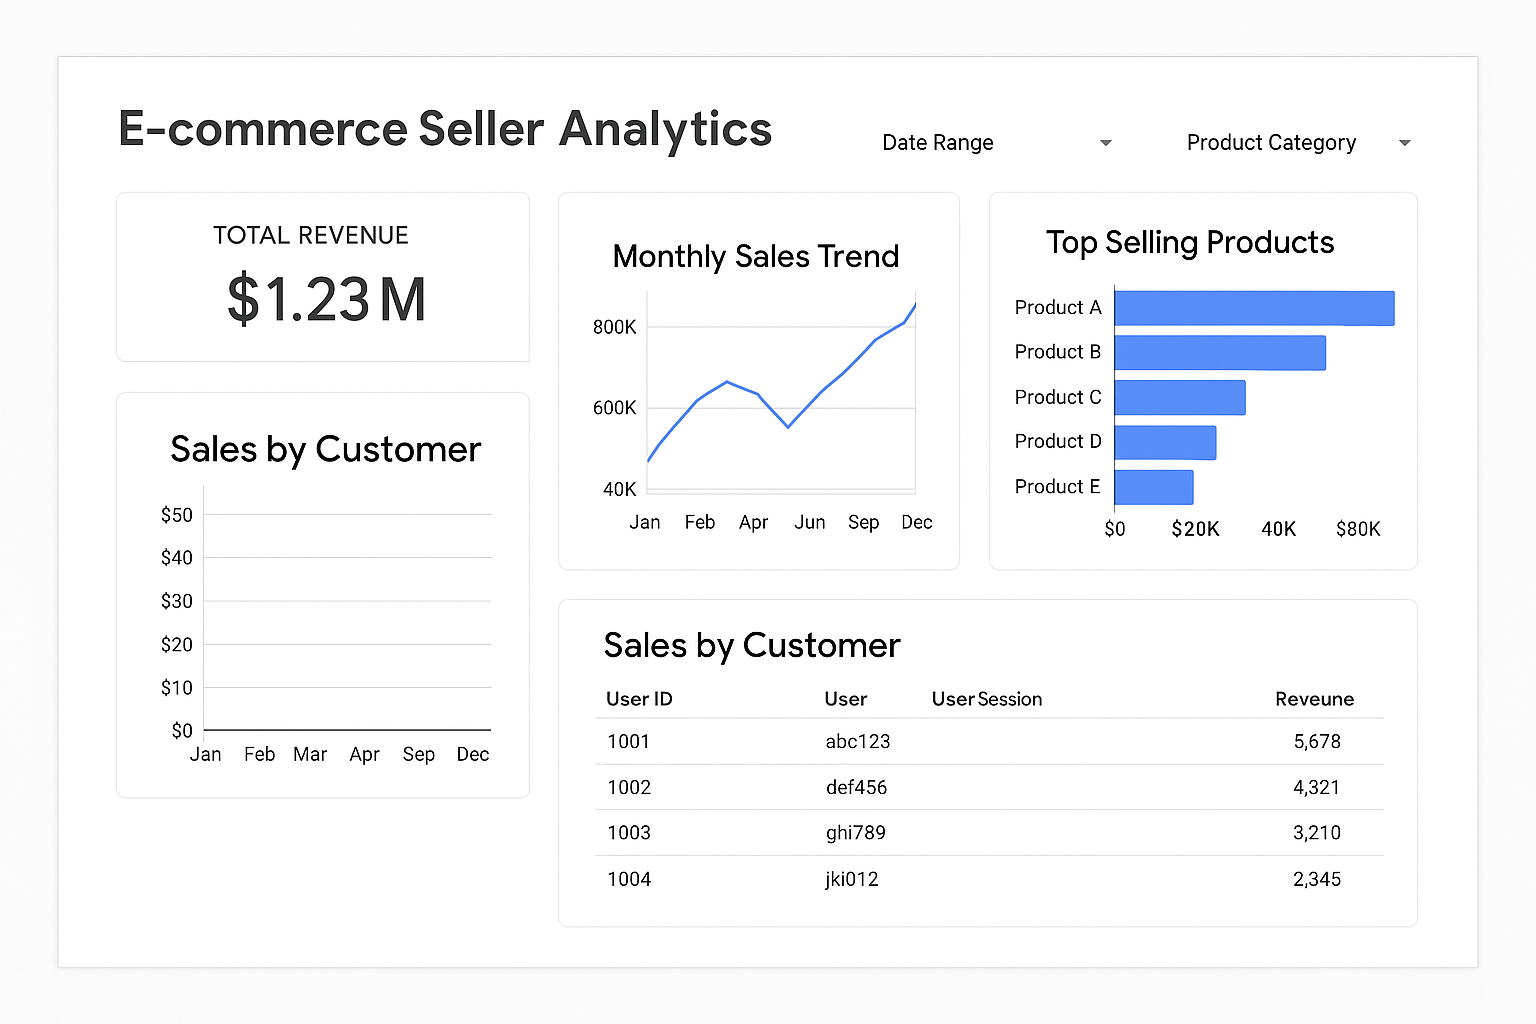 E-commerce Seller Analytics
Date Range
Product Category
TOTAL REVENUE
$1.23 M
Monthly Sales Trend
800K
600K
40K
Jan Feb Apr Jun Sep Dec
Top Selling Products
Product A
Product B
Product C
Product D
Product E
$0 $20K 40K $80K
Sales by Customer
$50
$40
$30
$20
$10
$0
Jan Feb Mar Apr Sep Dec
Sales by Customer
User ID User User Session Reveune
1001 abc123 5,678
1002 def456 4,321
1003 ghi789 3,210
1004 jki012 2,345